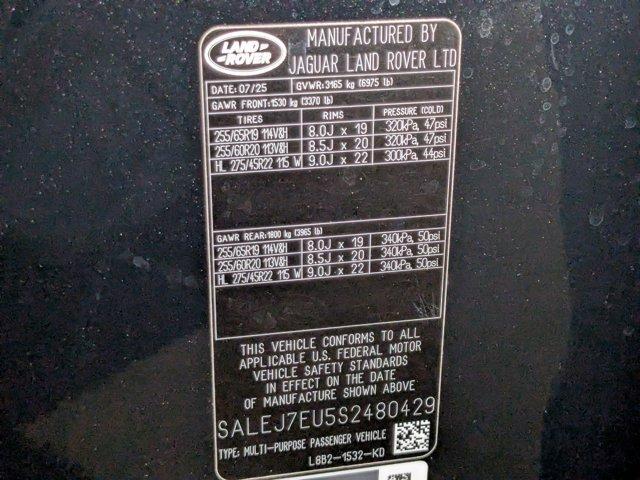 LAND ROVER
MANUFACTURED BY
JAGUAR LAND ROVER LTD
DATE: 07/25 GVWR: 3165 kg (6975 lb)
GAWR FRONT: 1530 kg (3370 lb)
TIRES RIMS PRESSURE (COLD)
255/65R19 114V&H 8.0J x 19 320kPa, 47psi
255/60R20 113V&H 8.5J x 20 320kPa, 47psi
HL 275/45R22 115 W 9.0J x 22 300kPa, 44psi
GAWR REAR: 1800 kg (3965 lb)
255/65R19 114V&H 8.0J x 19 340kPa, 50psi
255/60R20 113V&H 8.5J x 20 340kPa, 50psi
HL 275/45R22 115 W 9.0J x 22 340kPa, 50psi
THIS VEHICLE CONFORMS TO ALL
APPLICABLE U.S. FEDERAL MOTOR
VEHICLE SAFETY STANDARDS
IN EFFECT ON THE DATE
OF MANUFACTURE SHOWN ABOVE
SALEJ7EU5S2480429
TYPE: MULTI-PURPOSE PASSENGER VEHICLE
L8B2-1532-KD